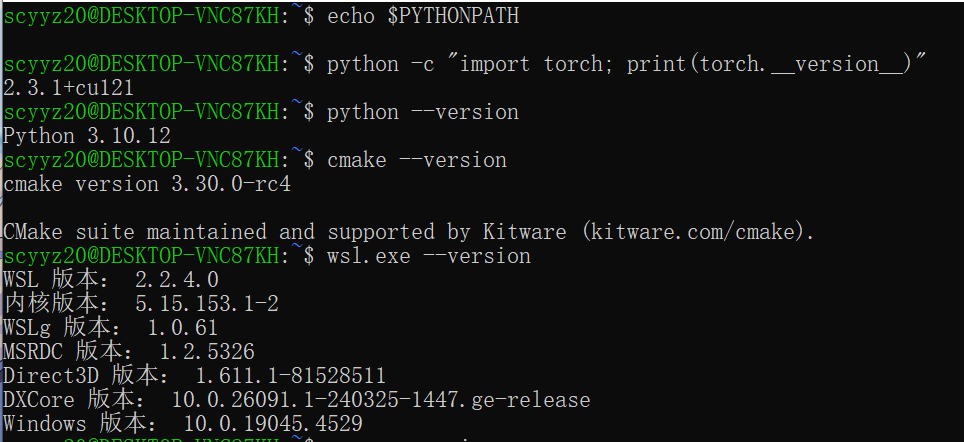 scyyz20@DESKTOP-VNC87KH:~$ echo $PYTHONPATH
scyyz20@DESKTOP-VNC87KH:~$ python -c "import torch; print(torch.__version__)"
2.3.1+cu121
scyyz20@DESKTOP-VNC87KH:~$ python --version
Python 3.10.12
scyyz20@DESKTOP-VNC87KH:~$ cmake --version
cmake version 3.30.0-rc4
CMake suite maintained and supported by Kitware (kitware.com/cmake).
scyyz20@DESKTOP-VNC87KH:~$ wsl.exe --version
WSL 版本： 2.2.4.0
内核版本： 5.15.153.1-2
WSLg 版本： 1.0.61
MSRDC 版本： 1.2.5326
Direct3D 版本： 1.611.1-81528511
DXCore 版本： 10.0.26091.1-240325-1447.ge-release
Windows 版本： 10.0.19045.4529